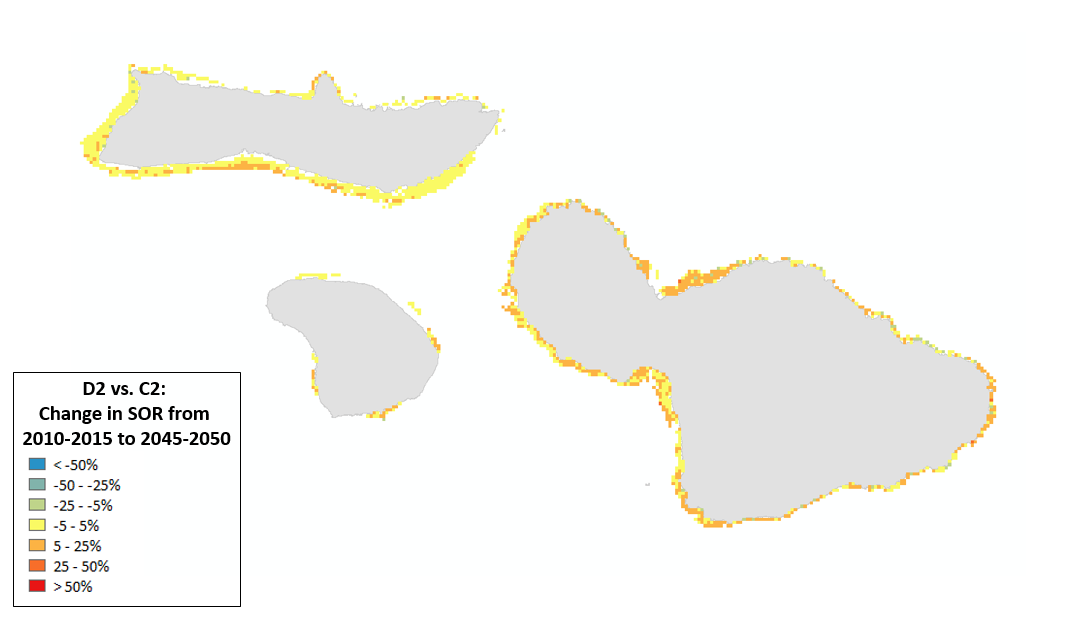 D2 vs. C2:
Change in SOR from
2010-2015 to 2045-2050
< -50%
-50 - -25%
-25 - -5%
-5 - 5%
5 - 25%
25 - 50%
> 50%